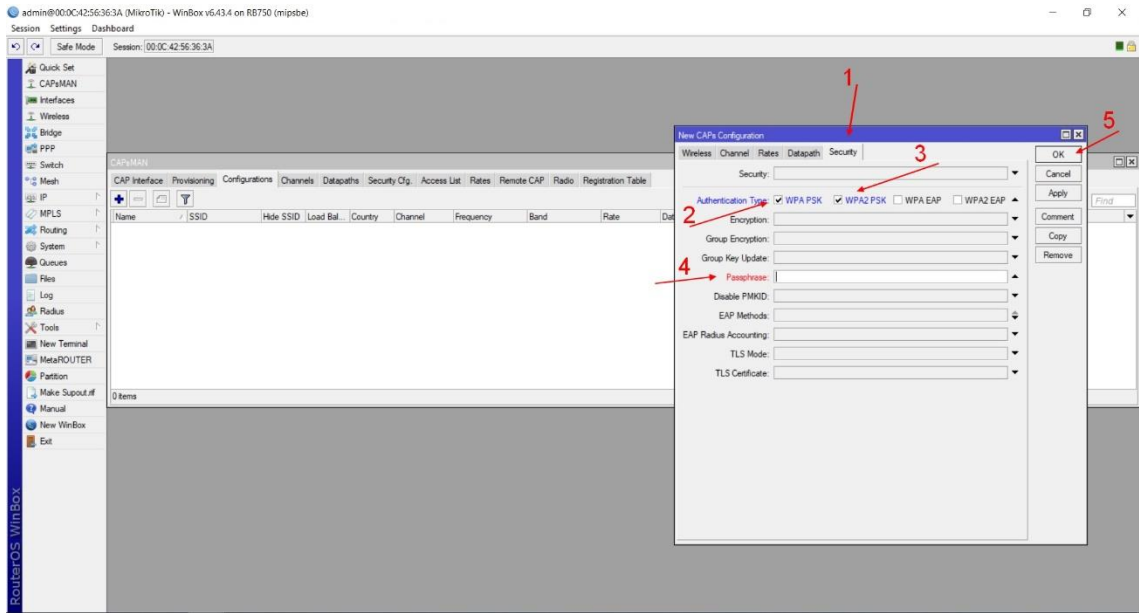 admin@00:0C:42:56:36:3A (MikroTik) - WinBox v6.43.4 on RB750 (mipsbe)
Session Settings Dashboard
Safe Mode Session: 00:0C:42:56:36:3A
Quick Set
CAPsMAN
Interfaces
Wireless
Bridge
PPP
Switch
Mesh
IP
MPLS
Routing
System
Queues
Files
Log
Radius
Tools
New Terminal
MetaROUTER
Partition
Make Supout.rif
Manual
New WinBox
Exit
RouterOS WinBox
CAPsMAN
CAP Interface Provisioning Configurations Channels Datapaths Security Cfg. Access List Rates Remote CAP Radio Registration Table
Find
Name / SSID Hide SSID Load Bal... Country Channel Frequency Band Rate Dat
0 items
1
New CAPs Configuration
5
Wireless Channel Rates Datapath Security
3
OK
Security:
Cancel
2
Authentication Type: WPA PSK WPA2 PSK WPA EAP WPA2 EAP
Apply
Encryption:
Comment
Group Encryption:
Copy
Group Key Update:
Remove
4
Passphrase:
Disable PMKID:
EAP Methods:
EAP Radius Accounting:
TLS Mode:
TLS Certificate: